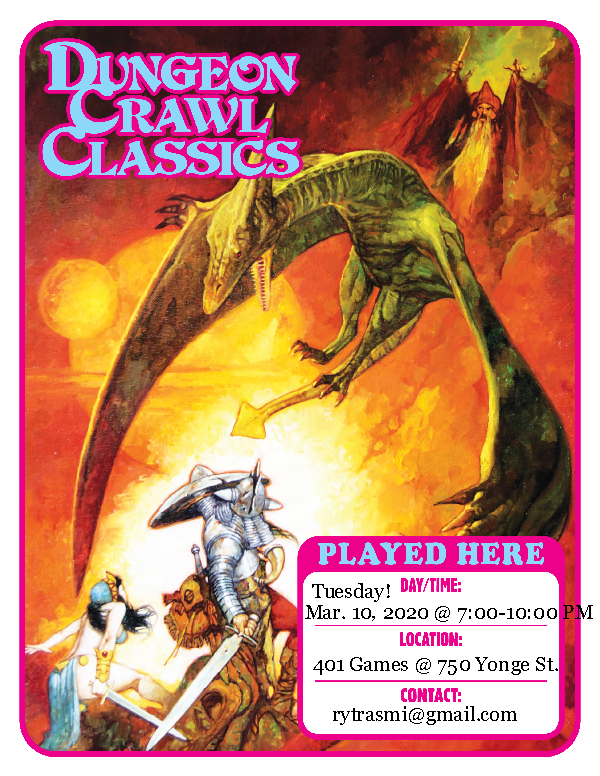 DUNGEON
CRAWL
CLASSICS
PLAYED HERE
Tuesday! DAY/TIME:
Mar. 10, 2020 @ 7:00-10:00 PM
LOCATION:
401 Games @ 750 Yonge St.
CONTACT:
rytrasmi@gmail.com